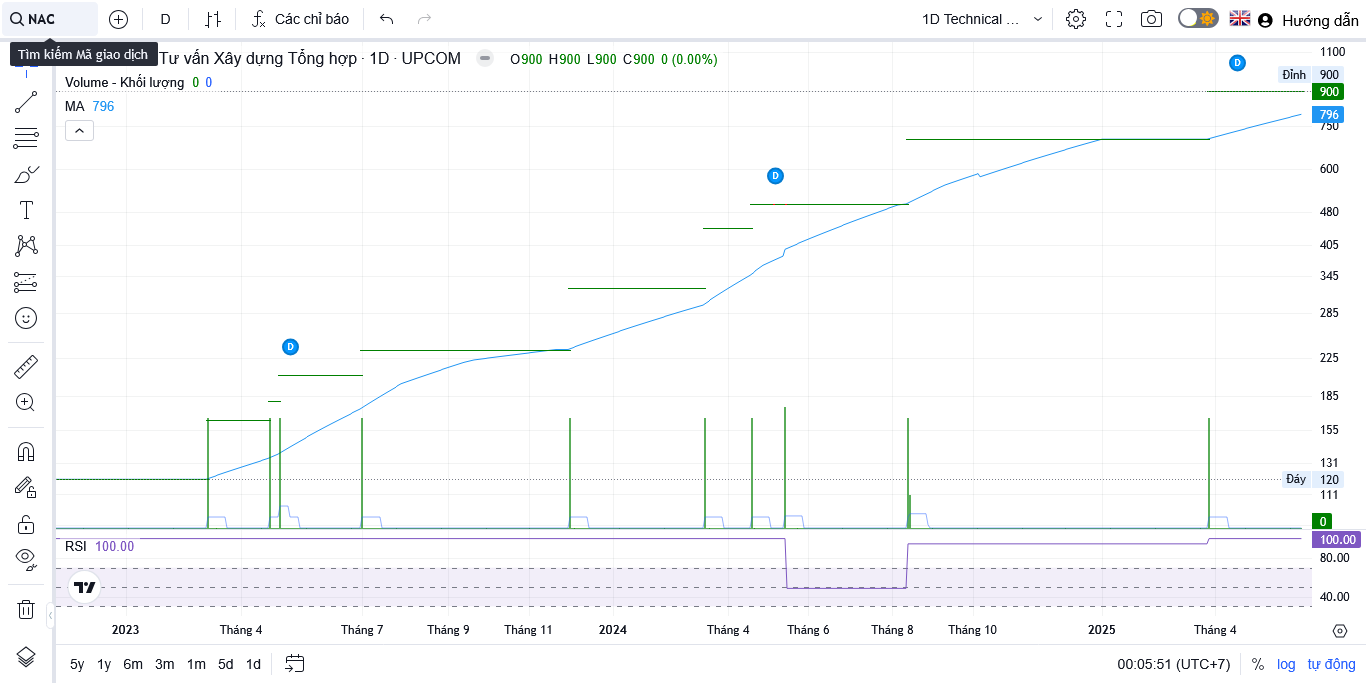 NAC
D
Các chỉ báo
1D Technical ...
Hướng dẫn
Tìm kiếm Mã giao dịch
Tư vấn Xây dựng Tổng hợp · 1D · UPCOM
O900 H900 L900 C900 0 (0.00%)
Volume - Khối lượng 0 0
MA 796
D
D
D
1100
Đỉnh 900
900
796
750
600
480
405
345
285
225
185
155
131
Đáy 120
111
0
RSI 100.00
100.00
80.00
40.00
2023 Tháng 4 Tháng 7 Tháng 9 Tháng 11 2024 Tháng 4 Tháng 6 Tháng 8 Tháng 10 2025 Tháng 4
5y 1y 6m 3m 1m 5d 1d
00:05:51 (UTC+7) % log tự động